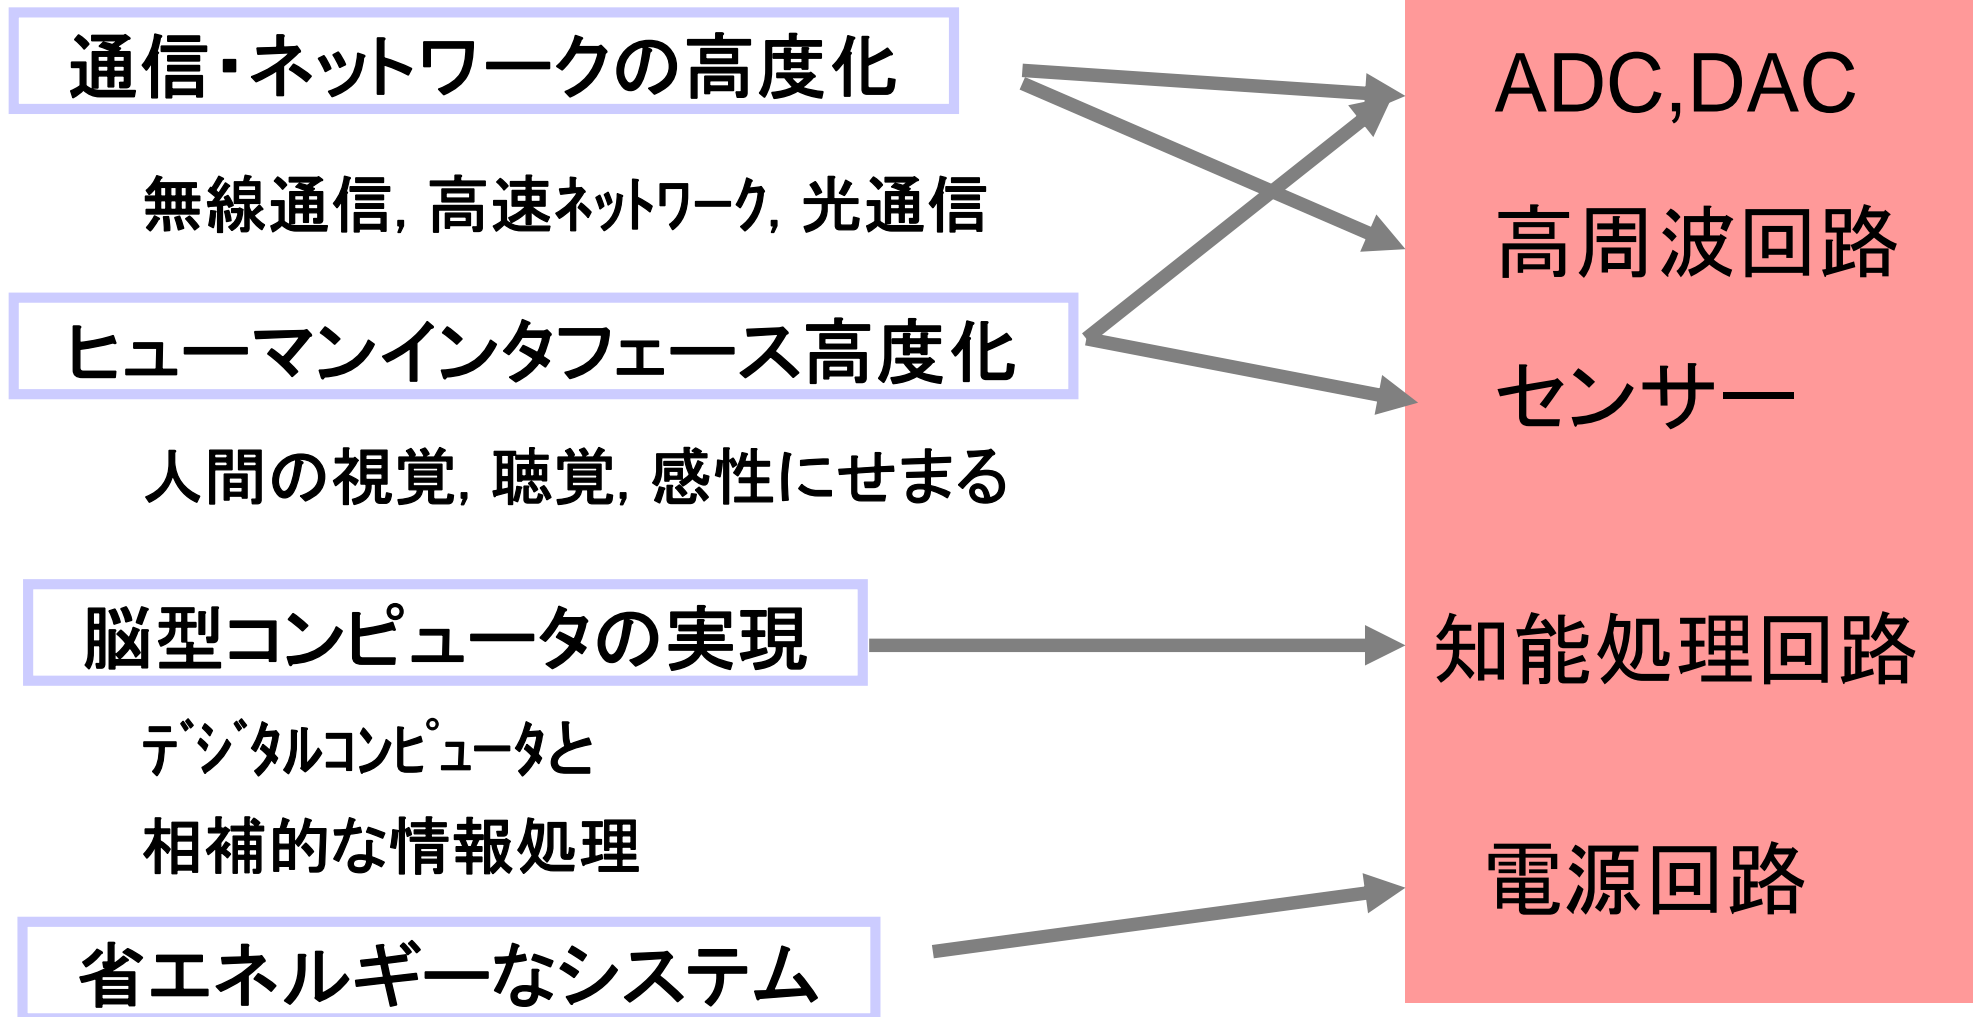 通信・ネットワークの高度化
無線通信, 高速ﾈｯﾄﾜｰｸ, 光通信
ヒューマンインタフェース高度化
人間の視覚, 聴覚, 感性にせまる
脳型コンピュータの実現
ﾃﾞｼﾞﾀﾙｺﾝﾋﾟｭｰﾀと
相補的な情報処理
省エネルギーなシステム
ADC,DAC
高周波回路
センサー
知能処理回路
電源回路